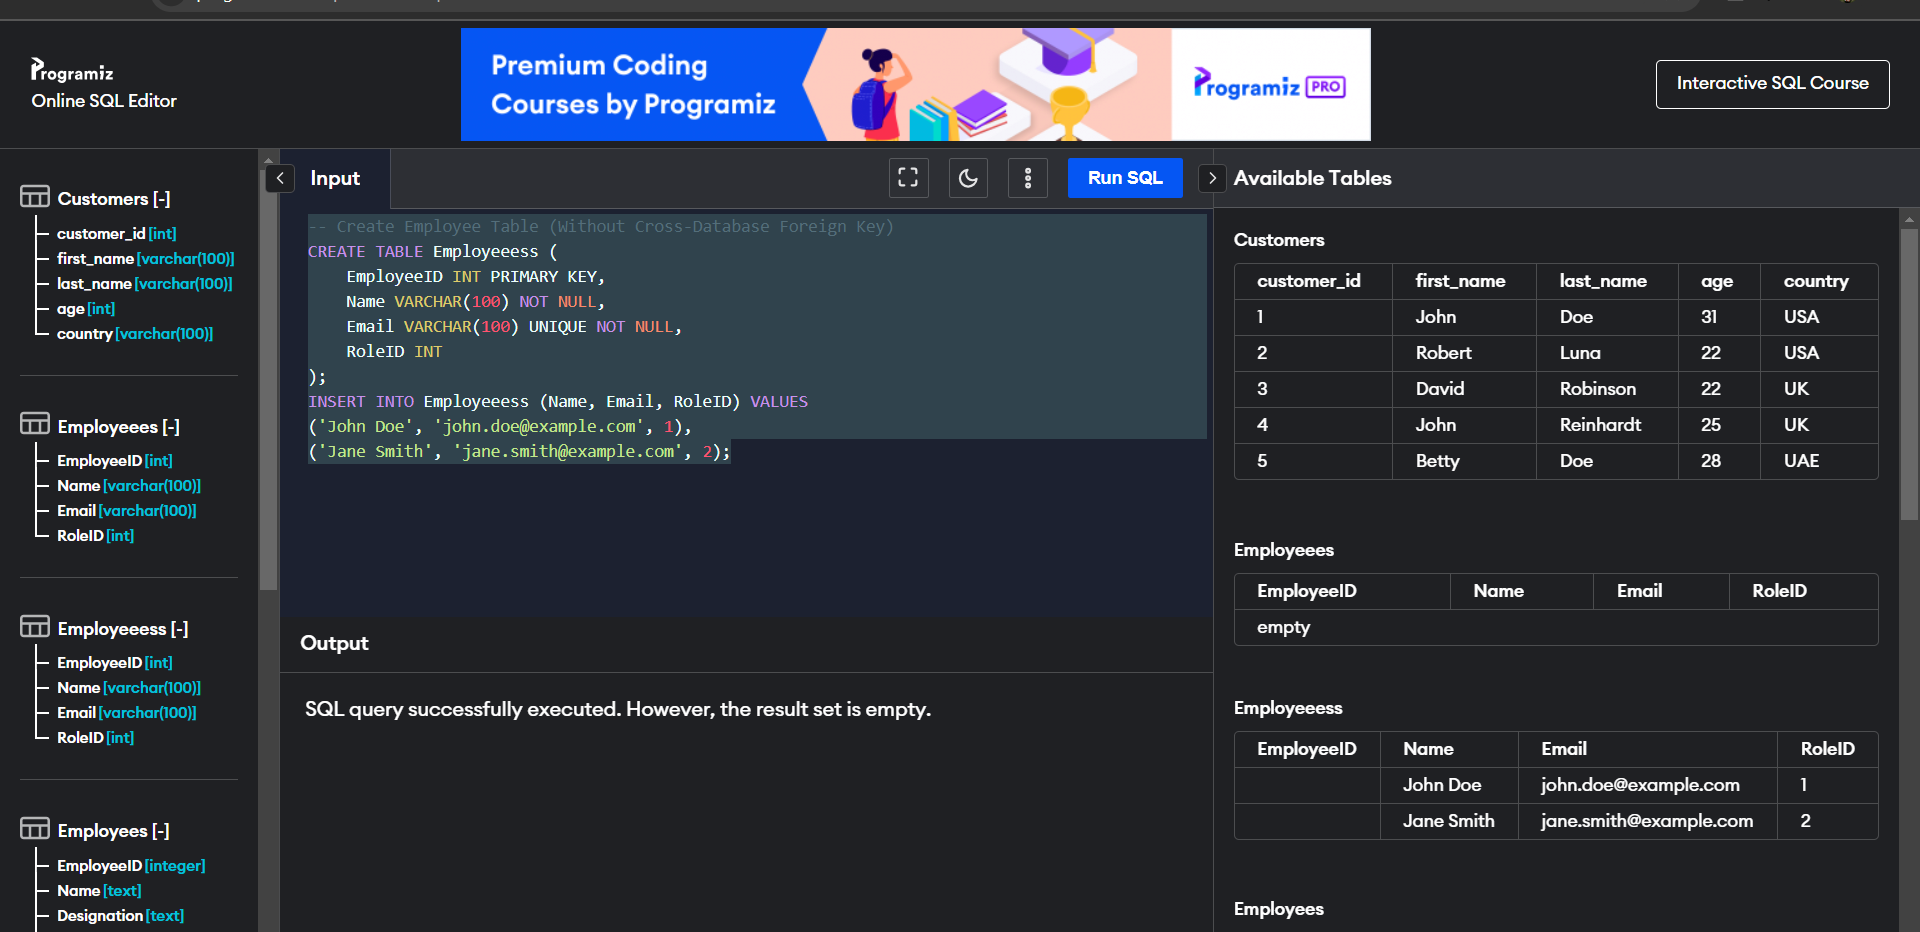 Programiz
Online SQL Editor
Premium Coding
Courses by Programiz
Programiz PRO
Interactive SQL Course
Customers [-]
customer_id [int]
first_name [varchar(100)]
last_name [varchar(100)]
age [int]
country [varchar(100)]
Employeees [-]
EmployeeID [int]
Name [varchar(100)]
Email [varchar(100)]
RoleID [int]
Employeeess [-]
EmployeeID [int]
Name [varchar(100)]
Email [varchar(100)]
RoleID [int]
Employees [-]
EmployeeID [integer]
Name [text]
Designation [text]
Input
Run SQL
-- Create Employee Table (Without Cross-Database Foreign Key)
CREATE TABLE Employeeess (
    EmployeeID INT PRIMARY KEY,
    Name VARCHAR(100) NOT NULL,
    Email VARCHAR(100) UNIQUE NOT NULL,
    RoleID INT
);
INSERT INTO Employeeess (Name, Email, RoleID) VALUES
('John Doe', 'john.doe@example.com', 1),
('Jane Smith', 'jane.smith@example.com', 2);
Output
SQL query successfully executed. However, the result set is empty.
Available Tables
Customers
customer_id first_name last_name age country
1 John Doe 31 USA
2 Robert Luna 22 USA
3 David Robinson 22 UK
4 John Reinhardt 25 UK
5 Betty Doe 28 UAE
Employeees
EmployeeID Name Email RoleID
empty
Employeeess
EmployeeID Name Email RoleID
John Doe john.doe@example.com 1
Jane Smith jane.smith@example.com 2
Employees